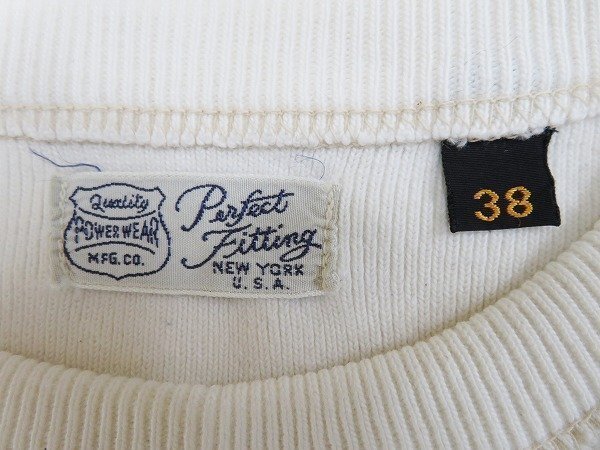 Quality
POWER WEAR
MFG. CO.
Perfect
Fitting
NEW YORK
U.S.A.
38